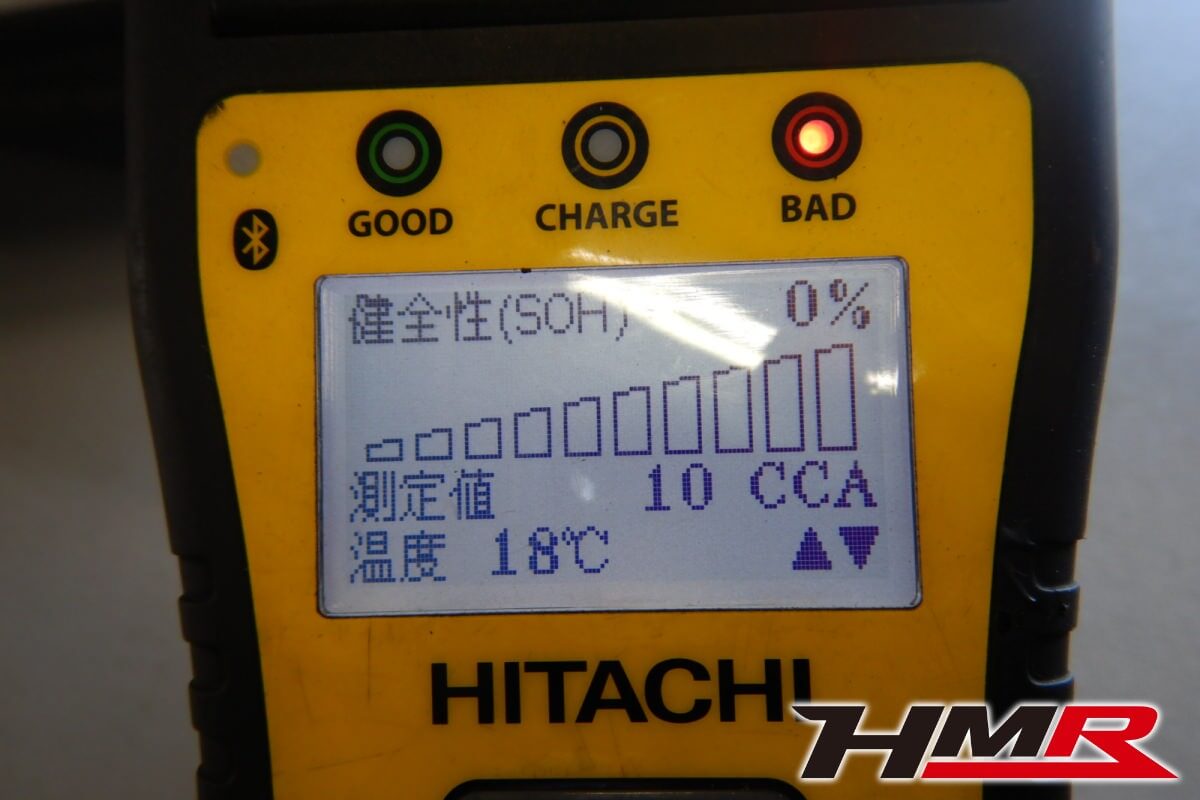 GOOD CHARGE BAD
健全性(SOH) 0%
測定値 10 CCA
温度 18℃ ▲▼
HITACHI
HMR